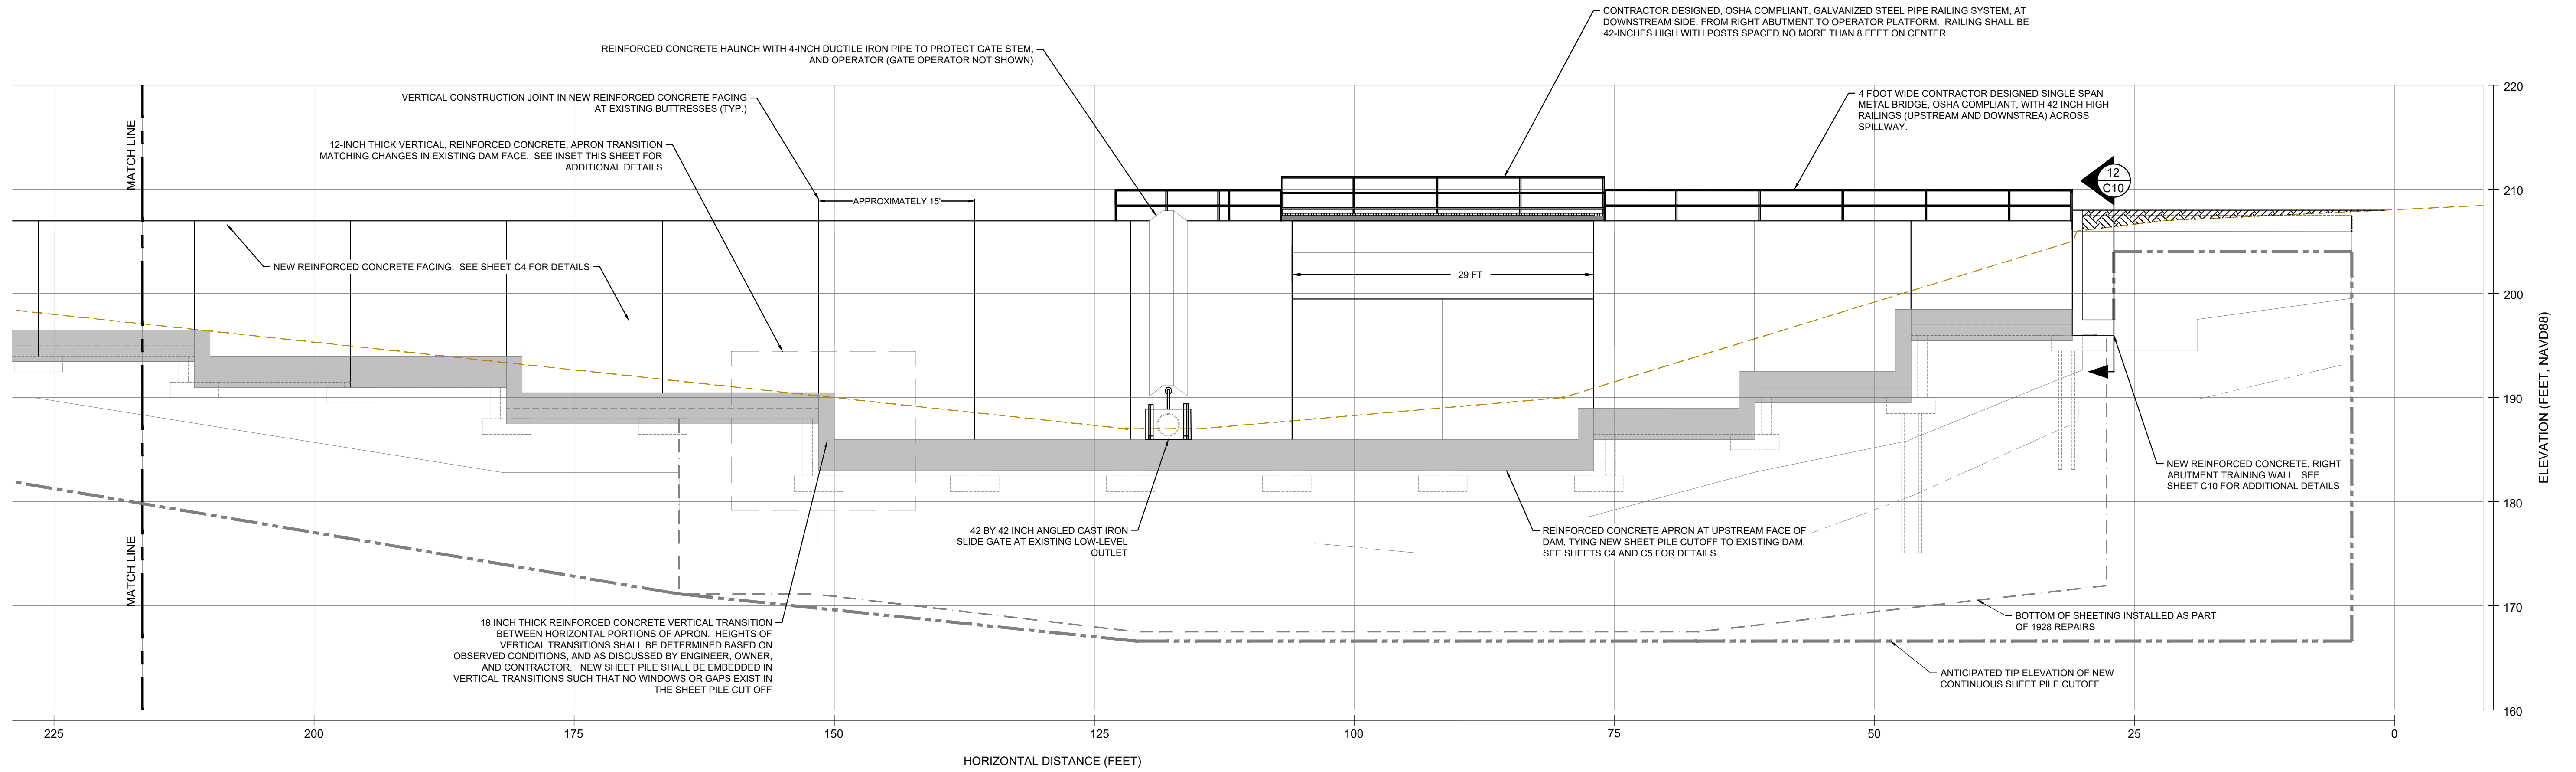 CONTRACTOR DESIGNED, OSHA COMPLIANT, GALVANIZED STEEL PIPE RAILING SYSTEM, AT
DOWNSTREAM SIDE, FROM RIGHT ABUTMENT TO OPERATOR PLATFORM. RAILING SHALL BE
42-INCHES HIGH WITH POSTS SPACED NO MORE THAN 8 FEET ON CENTER.
REINFORCED CONCRETE HAUNCH WITH 4-INCH DUCTILE IRON PIPE TO PROTECT GATE STEM,
AND OPERATOR (GATE OPERATOR NOT SHOWN)
VERTICAL CONSTRUCTION JOINT IN NEW REINFORCED CONCRETE FACING
AT EXISTING BUTTRESSES (TYP.)
4 FOOT WIDE CONTRACTOR DESIGNED SINGLE SPAN
METAL BRIDGE, OSHA COMPLIANT, WITH 42 INCH HIGH
RAILINGS (UPSTREAM AND DOWNSTREA) ACROSS
SPILLWAY.
12-INCH THICK VERTICAL, REINFORCED CONCRETE, APRON TRANSITION
MATCHING CHANGES IN EXISTING DAM FACE. SEE INSET THIS SHEET FOR
ADDITIONAL DETAILS
MATCH LINE
APPROXIMATELY 15'
12
C10
NEW REINFORCED CONCRETE FACING. SEE SHEET C4 FOR DETAILS
29 FT
220
210
200
190
180
170
160
ELEVATION (FEET, NAVD88)
NEW REINFORCED CONCRETE, RIGHT
ABUTMENT TRAINING WALL. SEE
SHEET C10 FOR ADDITIONAL DETAILS
42 BY 42 INCH ANGLED CAST IRON
SLIDE GATE AT EXISTING LOW-LEVEL
OUTLET
REINFORCED CONCRETE APRON AT UPSTREAM FACE OF
DAM, TYING NEW SHEET PILE CUTOFF TO EXISTING DAM.
SEE SHEETS C4 AND C5 FOR DETAILS.
MATCH LINE
18 INCH THICK REINFORCED CONCRETE VERTICAL TRANSITION
BETWEEN HORIZONTAL PORTIONS OF APRON. HEIGHTS OF
VERTICAL TRANSITIONS SHALL BE DETERMINED BASED ON
OBSERVED CONDITIONS, AND AS DISCUSSED BY ENGINEER, OWNER,
AND CONTRACTOR. NEW SHEET PILE SHALL BE EMBEDDED IN
VERTICAL TRANSITIONS SUCH THAT NO WINDOWS OR GAPS EXIST IN
THE SHEET PILE CUT OFF
BOTTOM OF SHEETING INSTALLED AS PART
OF 1928 REPAIRS
ANTICIPATED TIP ELEVATION OF NEW
CONTINUOUS SHEET PILE CUTOFF.
225
200
175
150
125
100
75
50
25
0
HORIZONTAL DISTANCE (FEET)